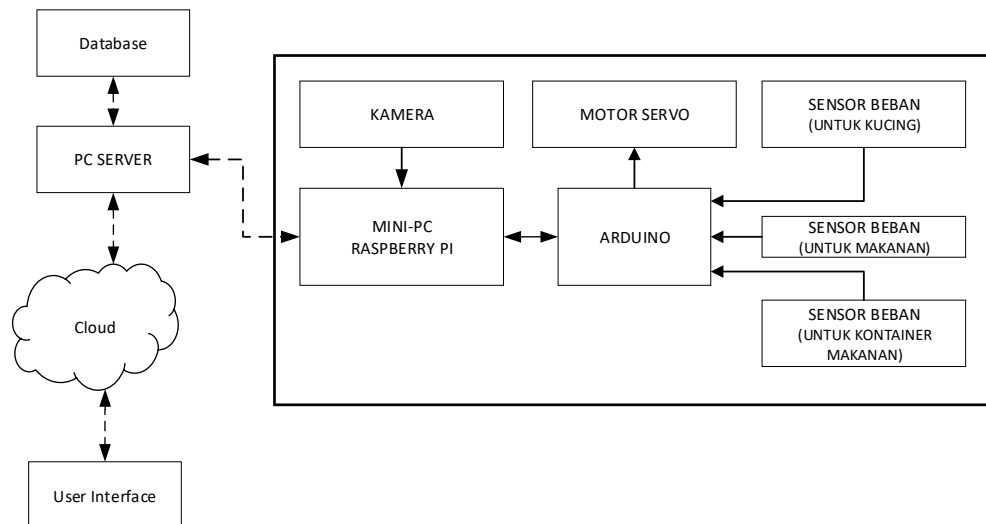 Database
PC SERVER
Cloud
User Interface
KAMERA
MOTOR SERVO
SENSOR BEBAN
(UNTUK KUCING)
MINI-PC
RASPBERRY PI
ARDUINO
SENSOR BEBAN
(UNTUK MAKANAN)
SENSOR BEBAN
(UNTUK KONTAINER
MAKANAN)